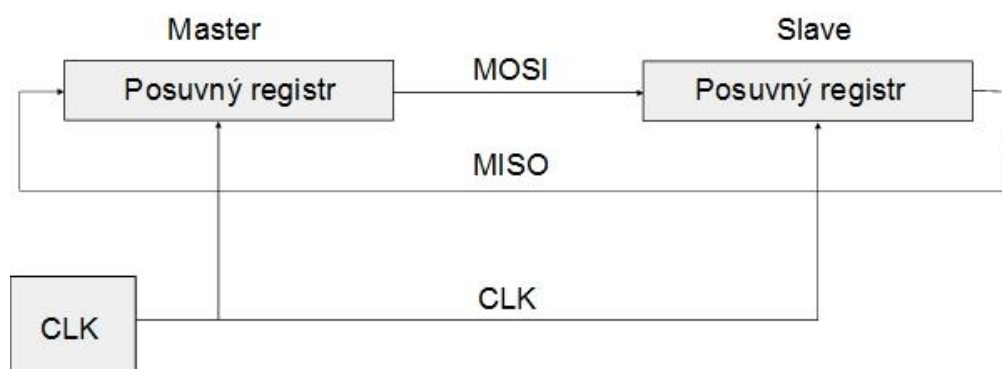 Master
Slave
Posuvný registr
MOSI
Posuvný registr
MISO
CLK
CLK